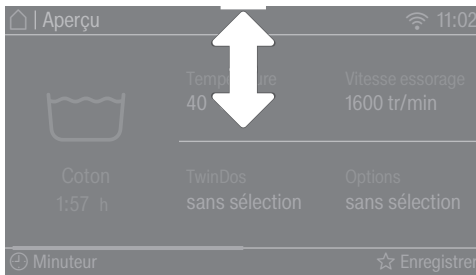 | Aperçu 11:02
Température Vitesse essorage
40 1600 tr/min
Coton TwinDos Options
1:57 h sans sélection sans sélection
Minuteur Enregistrer